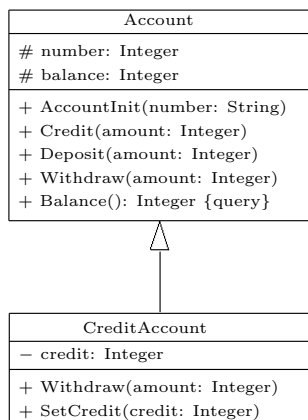 Account
# number: Integer
# balance: Integer
+ AccountInit(number: String)
+ Credit(amount: Integer)
+ Deposit(amount: Integer)
+ Withdraw(amount: Integer)
+ Balance(): Integer {query}
CreditAccount
− credit: Integer
+ Withdraw(amount: Integer)
+ SetCredit(credit: Integer)